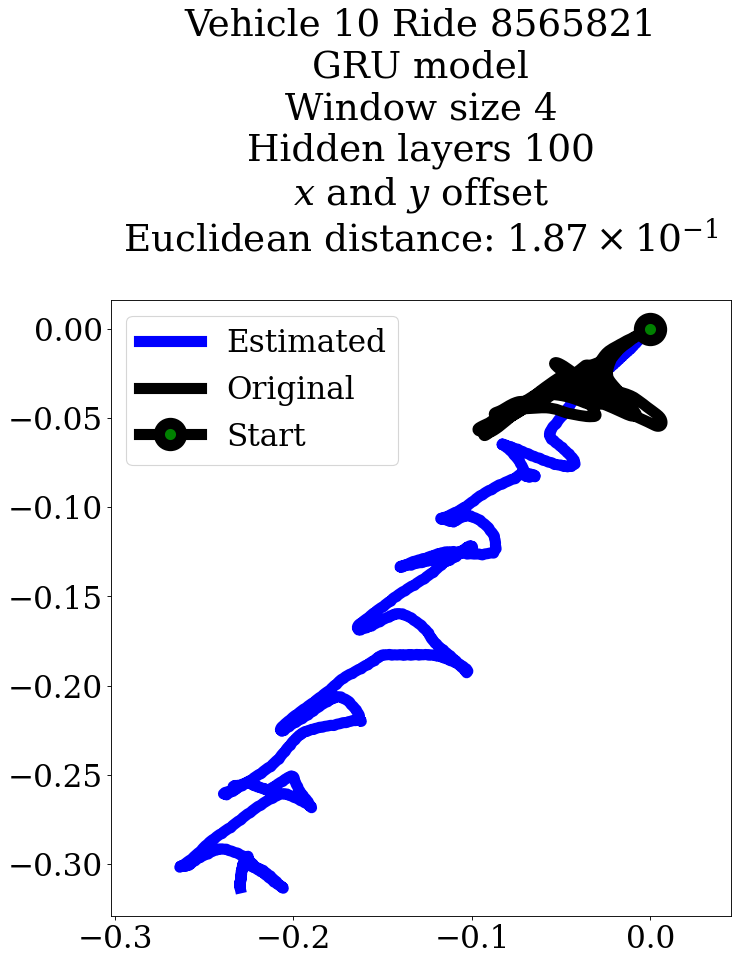 Vehicle 10 Ride 8565821
GRU model
Window size 4
Hidden layers 100
x and y offset
Euclidean distance: 1.87 × 10⁻¹
Estimated
Original
Start
0.00
−0.05
−0.10
−0.15
−0.20
−0.25
−0.30
−0.3 −0.2 −0.1 0.0